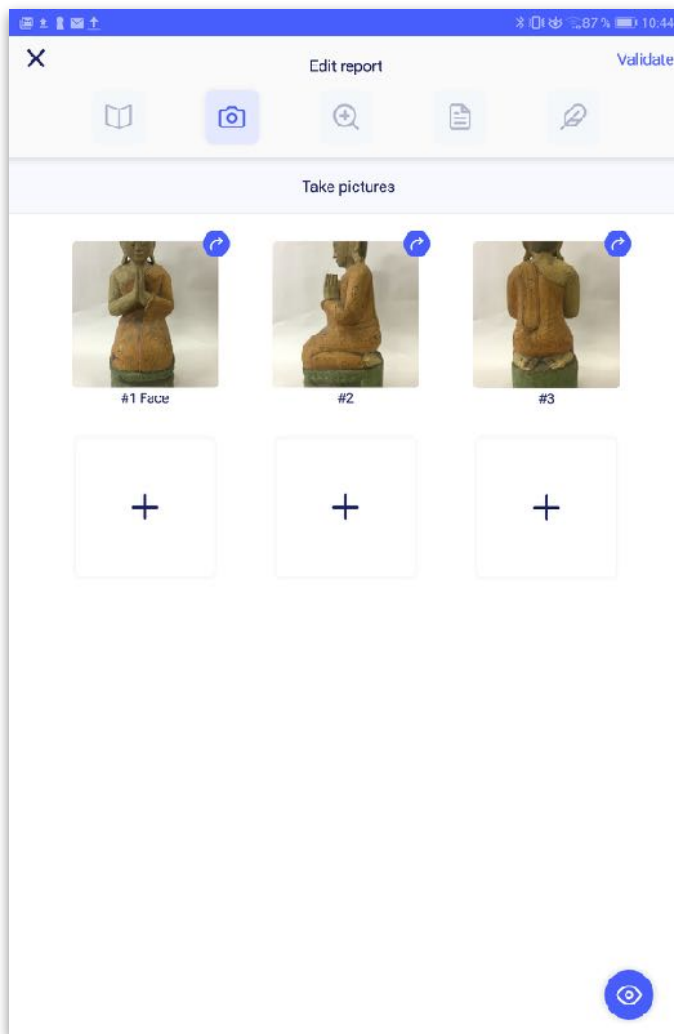 87 % 10:44
Edit report
Validate
Take pictures
#1 Face
#2
#3